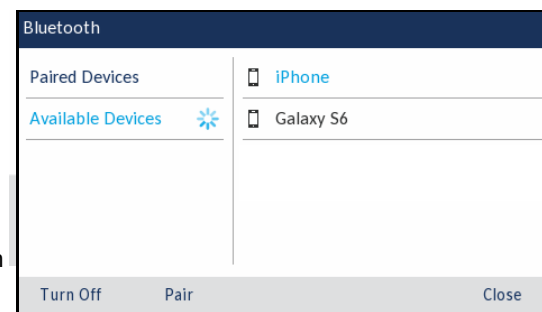 Bluetooth
Paired Devices
Available Devices
iPhone
Galaxy S6
Turn Off Pair Close